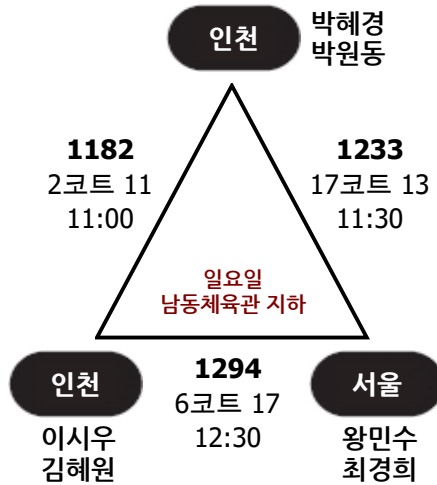 인천
박혜경
박원동
1182
2코트 11
11:00
1233
17코트 13
11:30
일요일
남동체육관 지하
인천
이시우
김혜원
1294
6코트 17
12:30
서울
왕민수
최경희